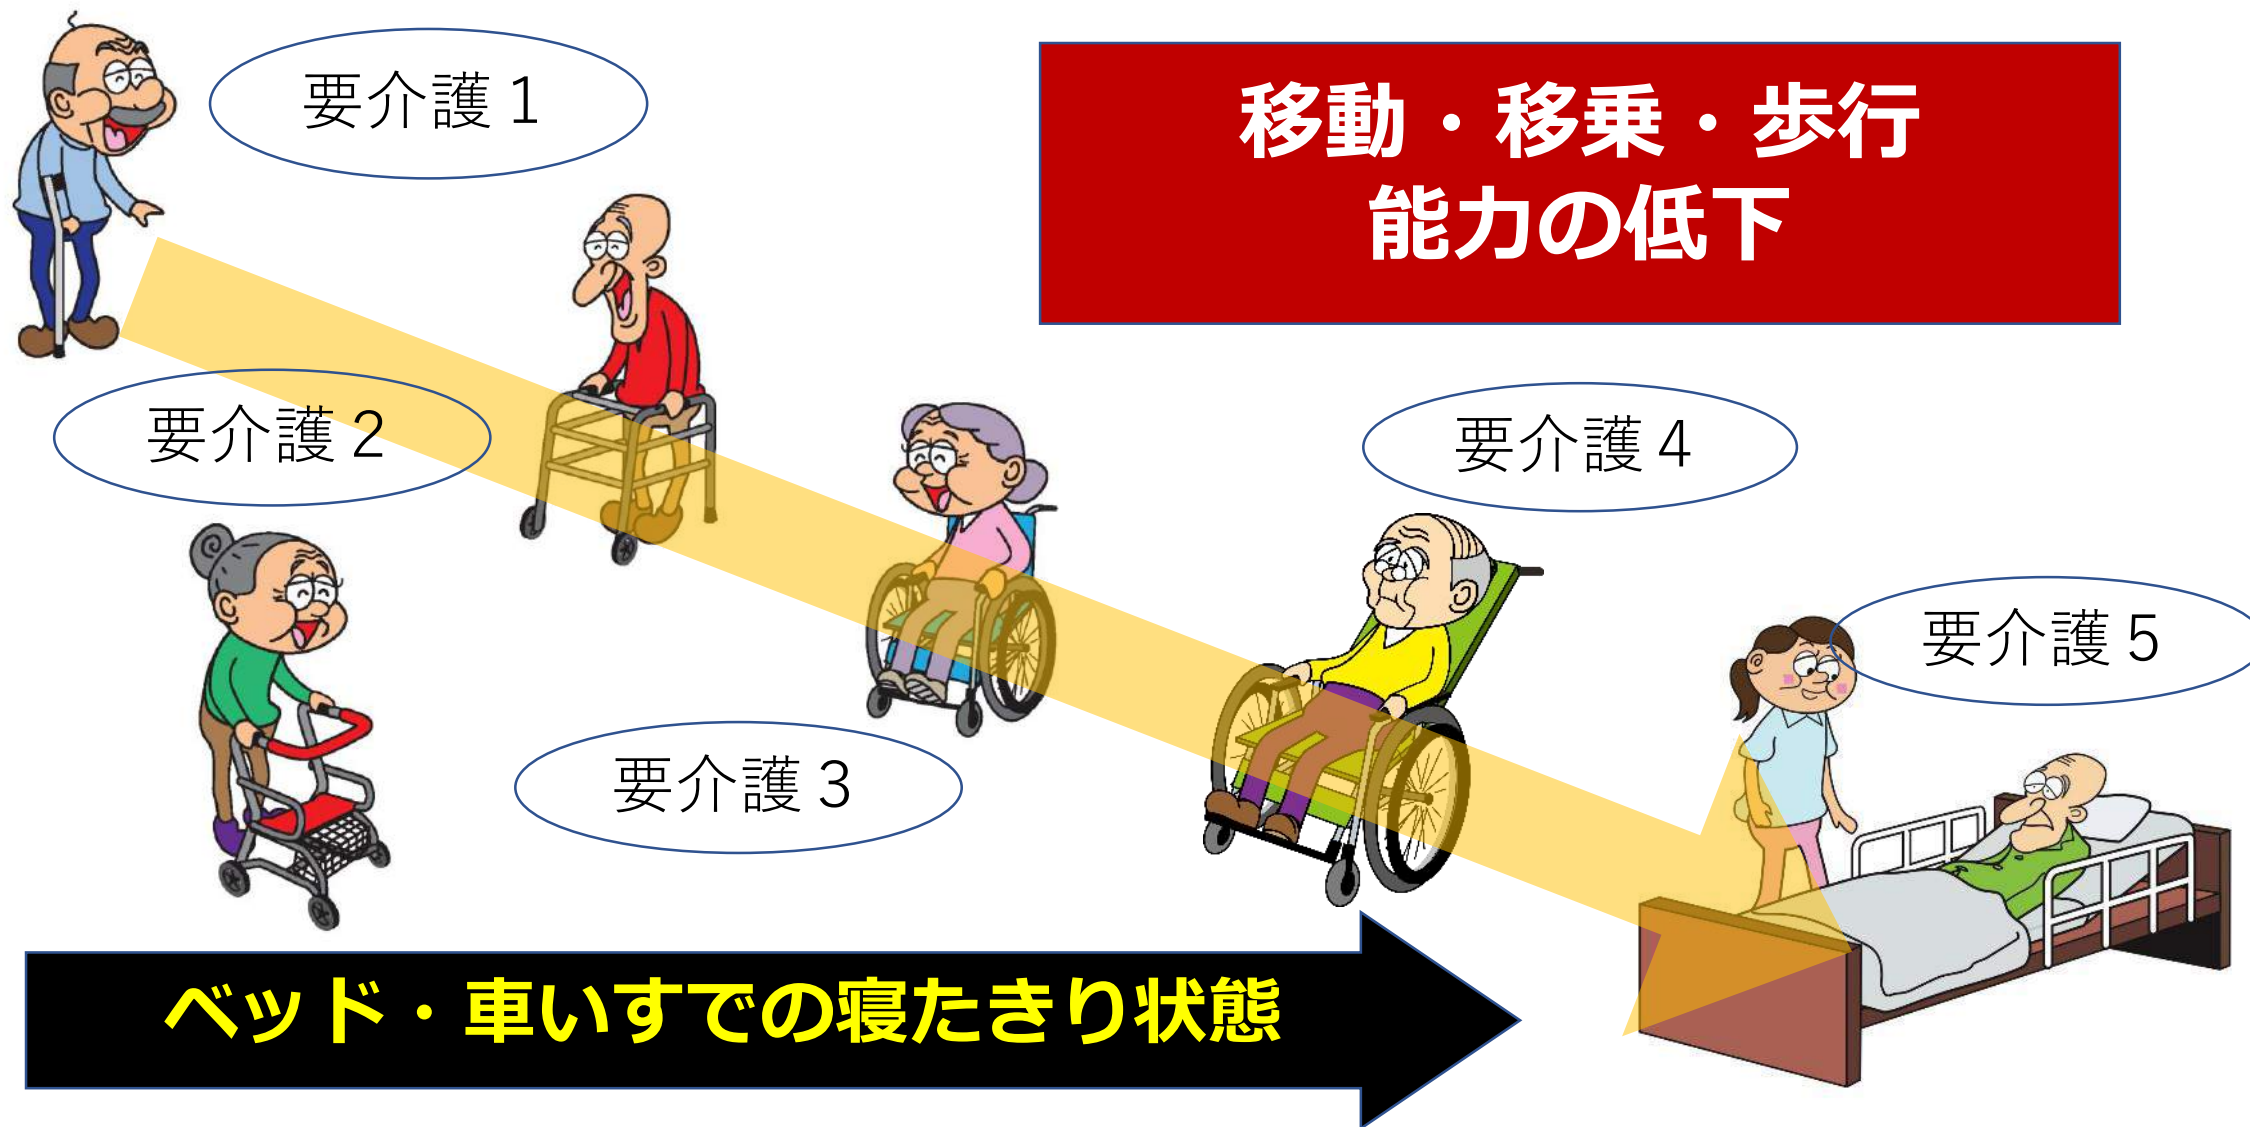 要介護１
移動・移乗・歩行
能力の低下
要介護２
要介護４
要介護５
要介護３
ベッド・車いすでの寝たきり状態